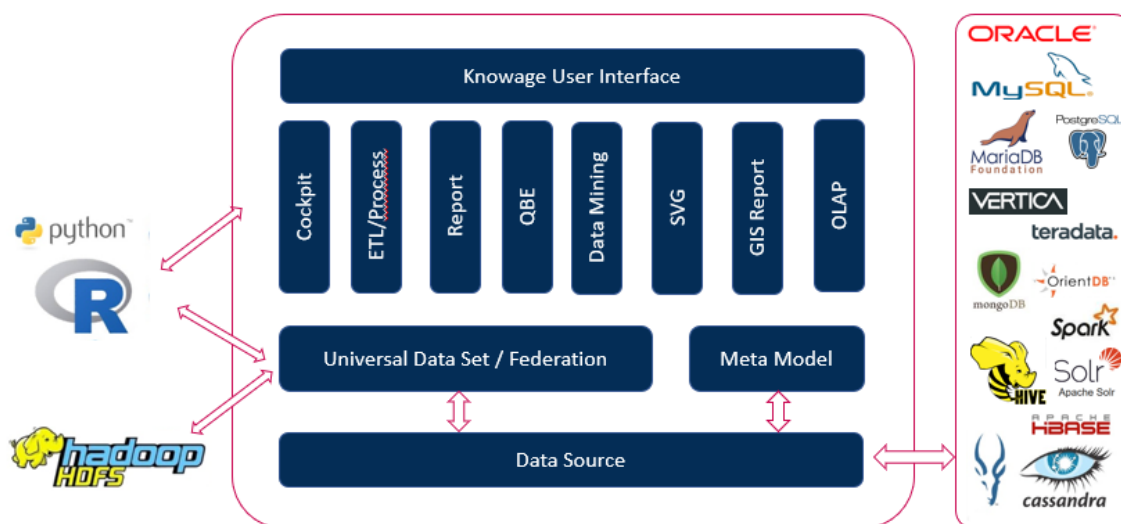 Knowage User Interface
Cockpit
ETL/Process
Report
QBE
Data Mining
SVG
GIS Report
OLAP
Universal Data Set / Federation
Meta Model
Data Source
python™
R
hadoop
HDFS
ORACLE®
MySQL®
PostgreSQL
MariaDB
Foundation
VERTICA
teradata.
mongoDB
OrientDB
Spark
HIVE
Solr
Apache Solr
APACHE
HBASE
cassandra